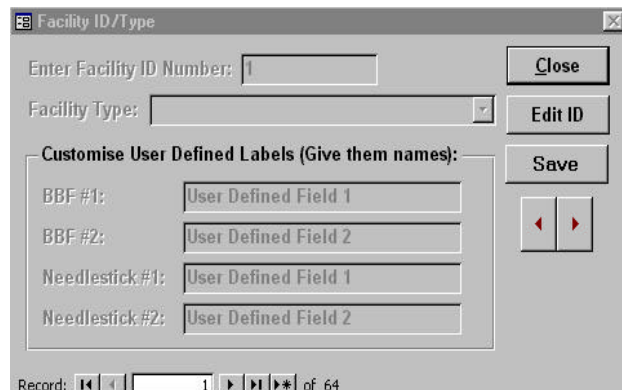 Facility ID/Type
Enter Facility ID Number: 1
Close
Facility Type:
Edit ID
Customise User Defined Labels (Give them names):
Save
BBF #1: User Defined Field 1
BBF #2: User Defined Field 2
Needlestick #1: User Defined Field 1
Needlestick #2: User Defined Field 2
Record: 1 of 64